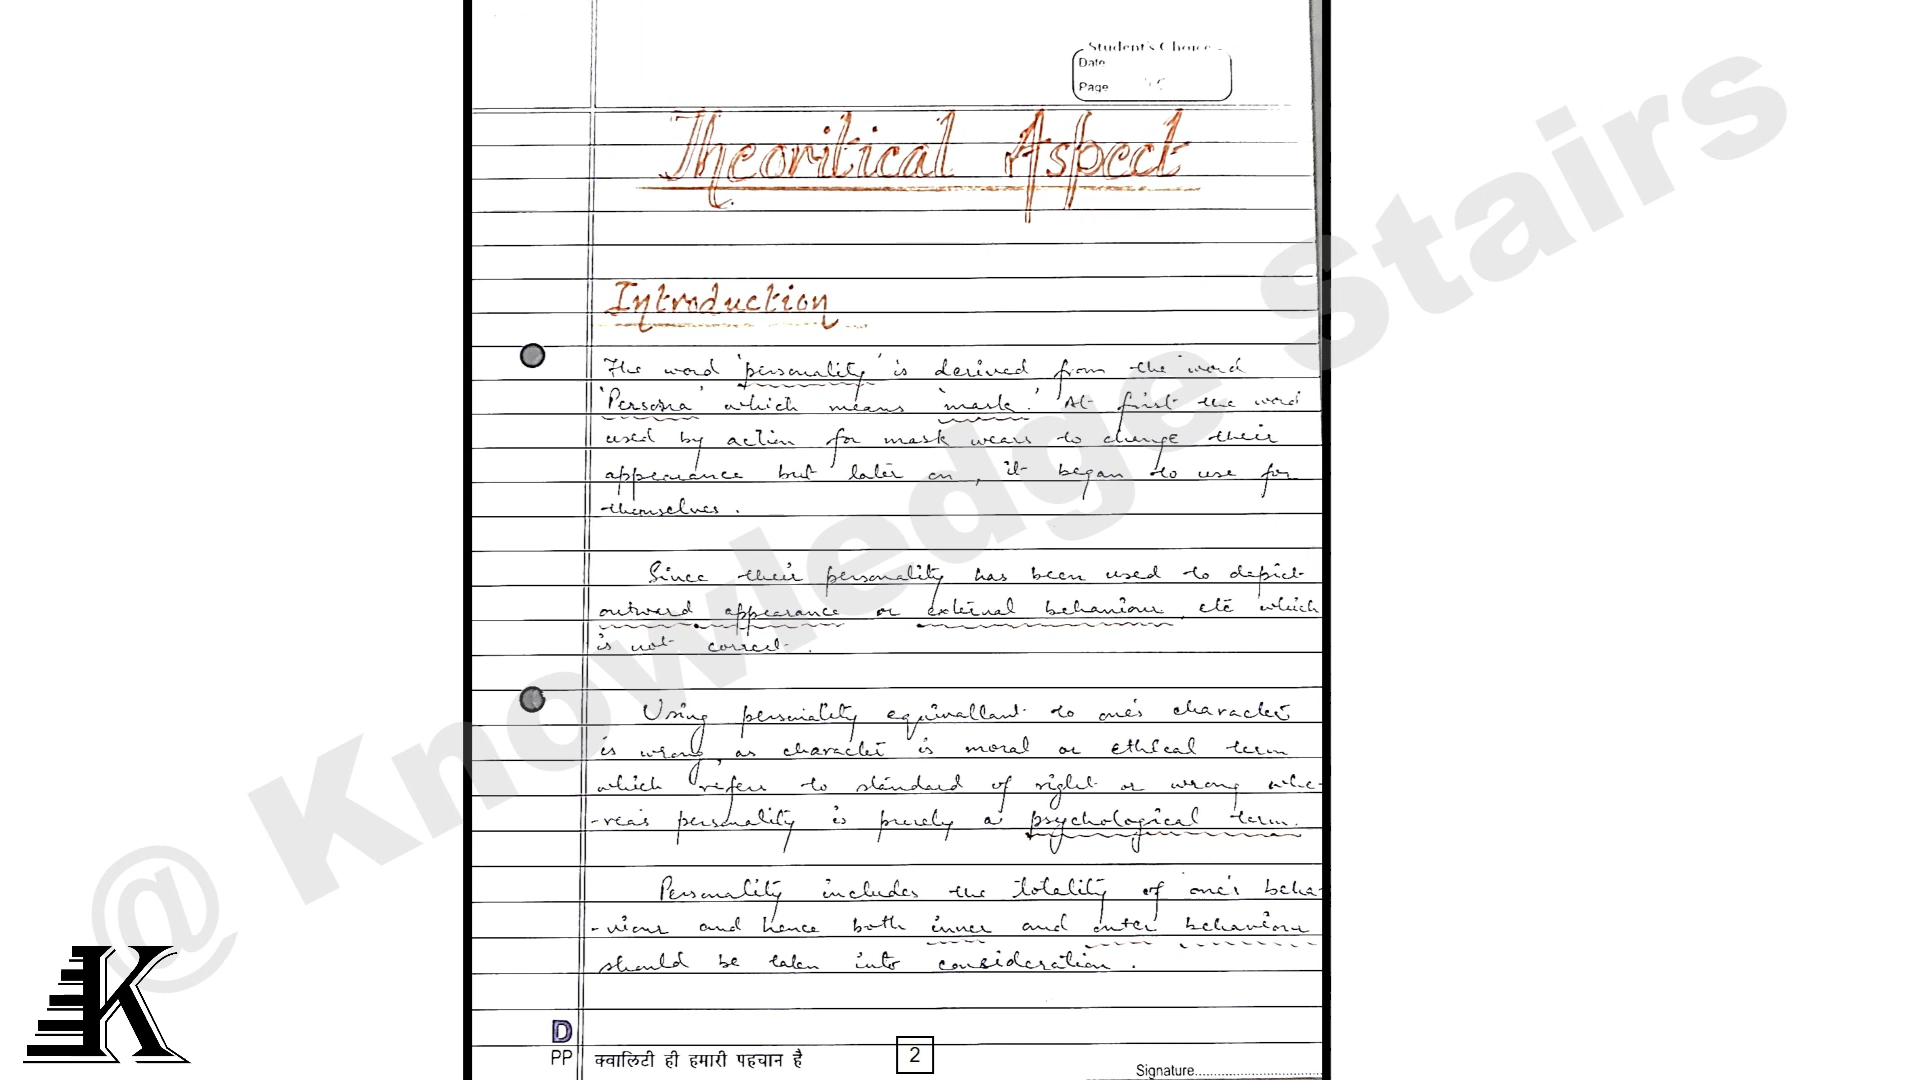 Student's Choice
Date
Page
Theoritical Aspect
Introduction
The word 'personality' is derived from the word
'Persona' which means 'mask.' At first the word
used by action for mask wears to change their
appearance but later on, it began to use for
themselves.
Since their personality has been used to depict
outward appearance or external behaviour etc which
is not correct.
Using personality equivallant to one's character
is wrong as character is moral or ethical term
which refers to standard of right or wrong whe-
-reas personality is purely a psychological term.
Personality includes the totality of one's beha-
-viour and hence both inner and outer behaviour
should be taken into consideration.
D
PP क्वालिटी ही हमारी पहचान है
2
Signature
@ Knowledge Stairs
K